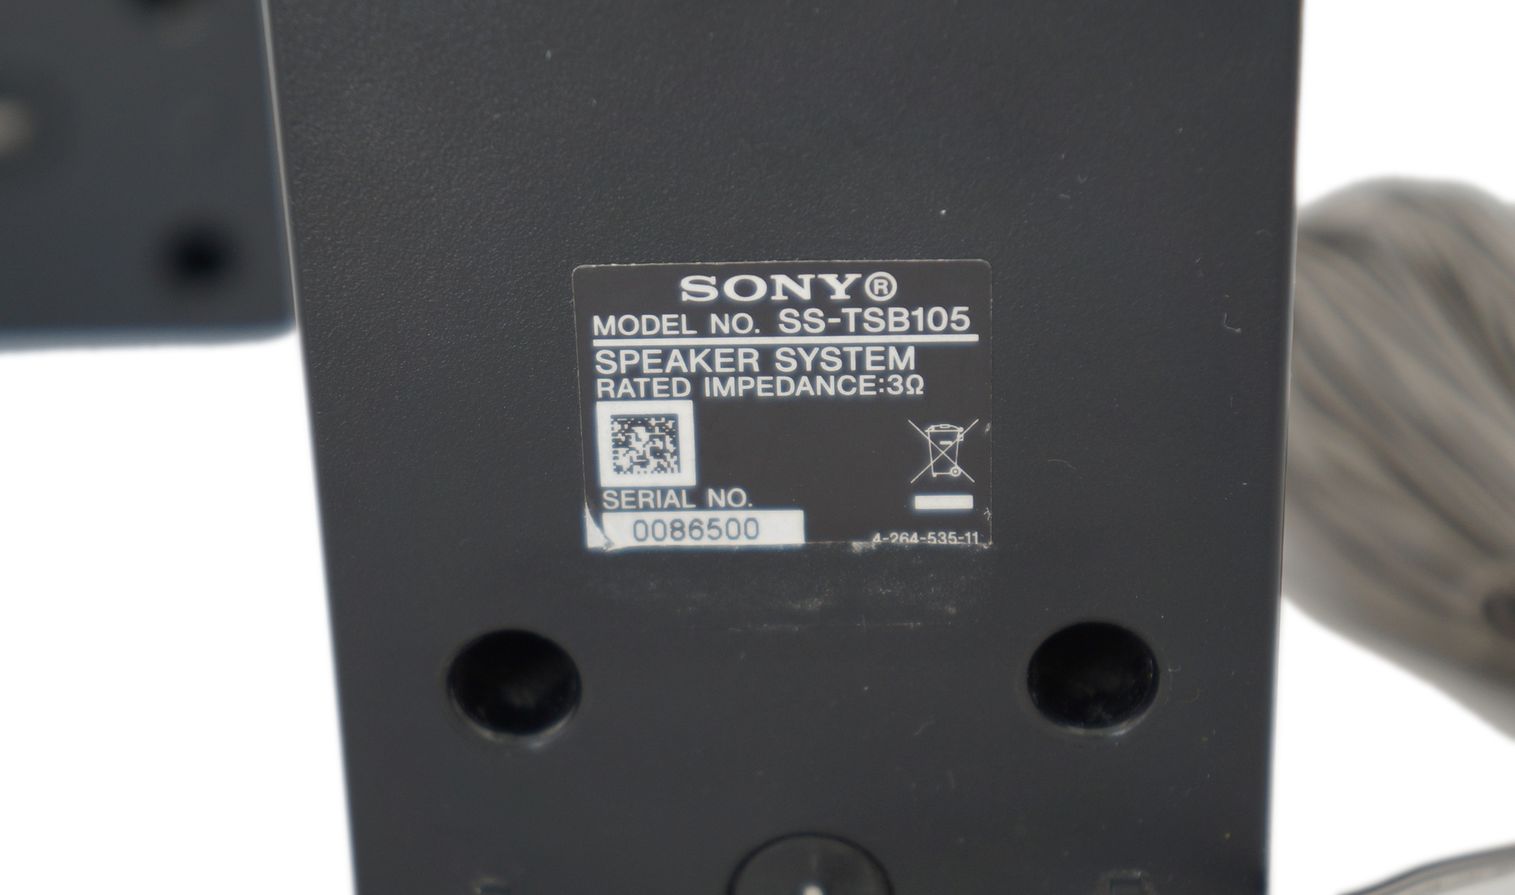 SONY®
MODEL NO. SS-TSB105
SPEAKER SYSTEM
RATED IMPEDANCE:3Ω
SERIAL NO.
0086500
4-264-535-11